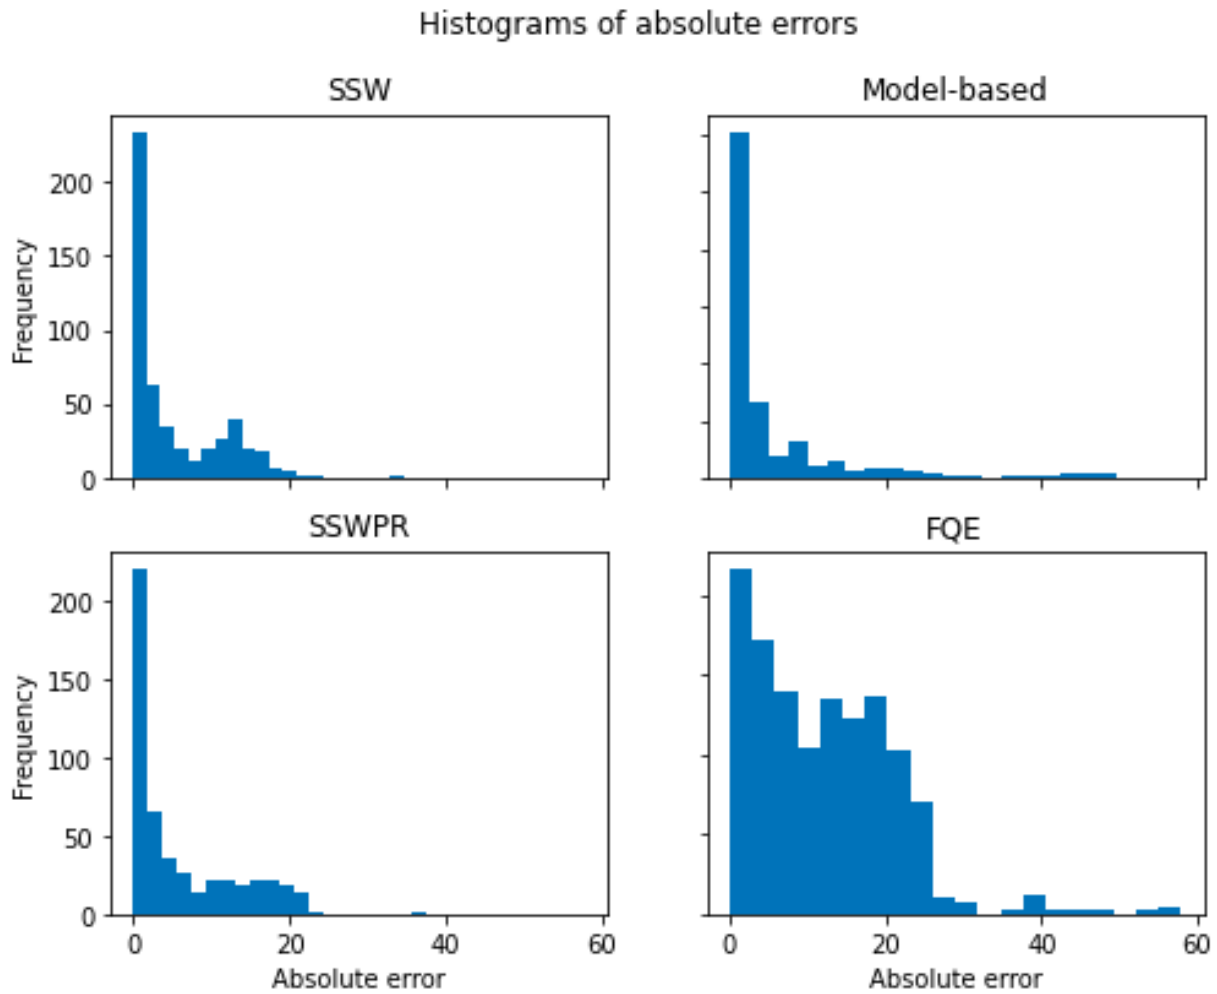 Histograms of absolute errors
SSW
Model-based
Frequency
200
150
100
50
0
SSWPR
FQE
Frequency
200
150
100
50
0
0 20 40 60
0 20 40 60
Absolute error
Absolute error